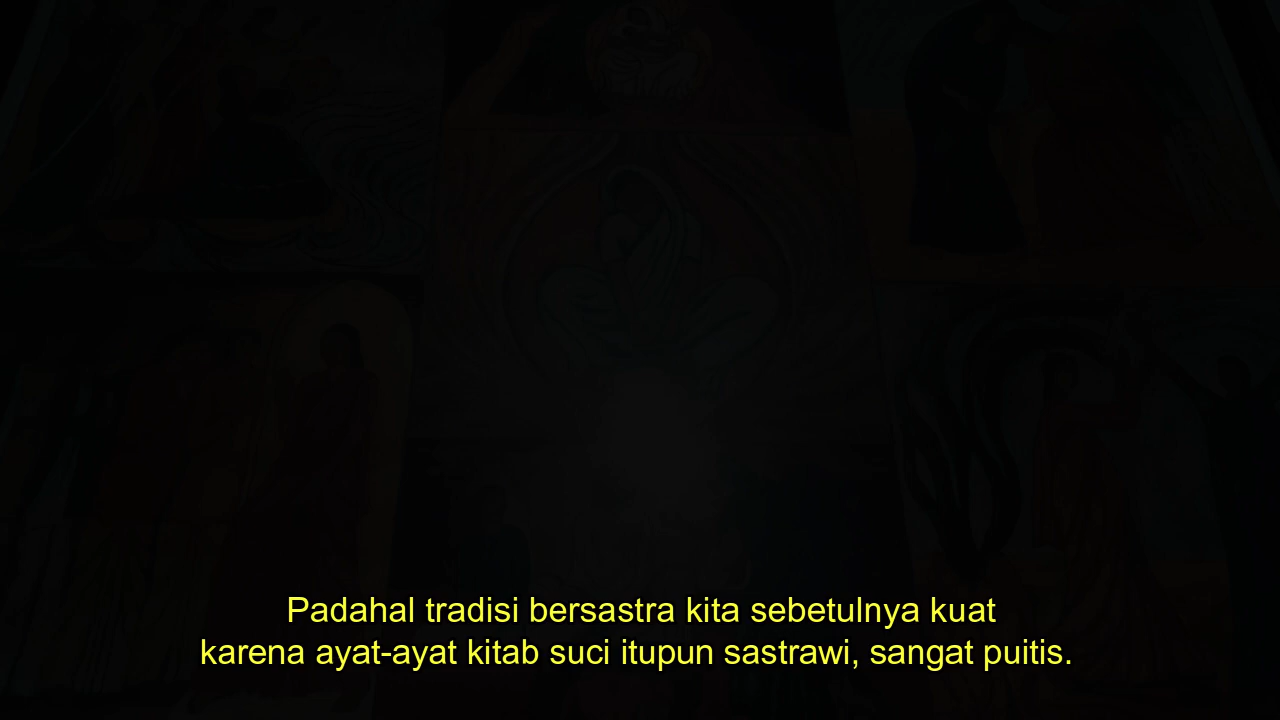 Padahal tradisi bersastra kita sebetulnya kuat
karena ayat-ayat kitab suci itupun sastrawi, sangat puitis.